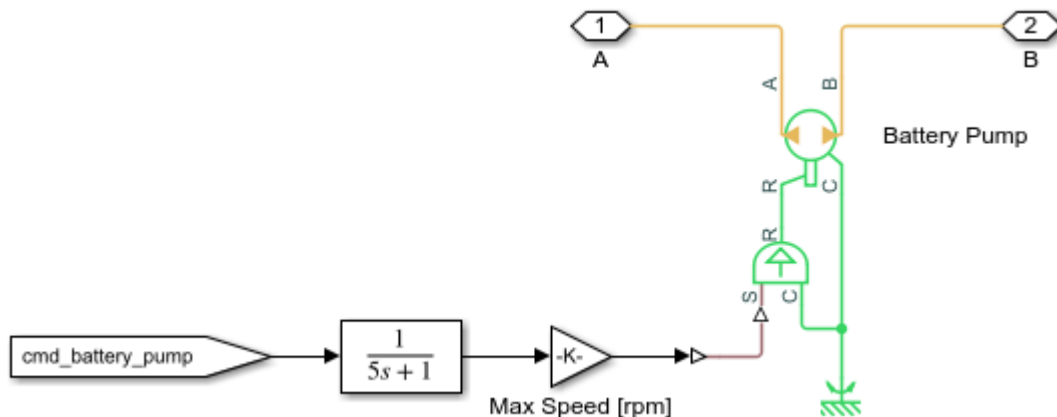 1
A
2
B
A
B
Battery Pump
R
C
R
S
C
cmd_battery_pump
1
5s + 1
-K-
Max Speed [rpm]